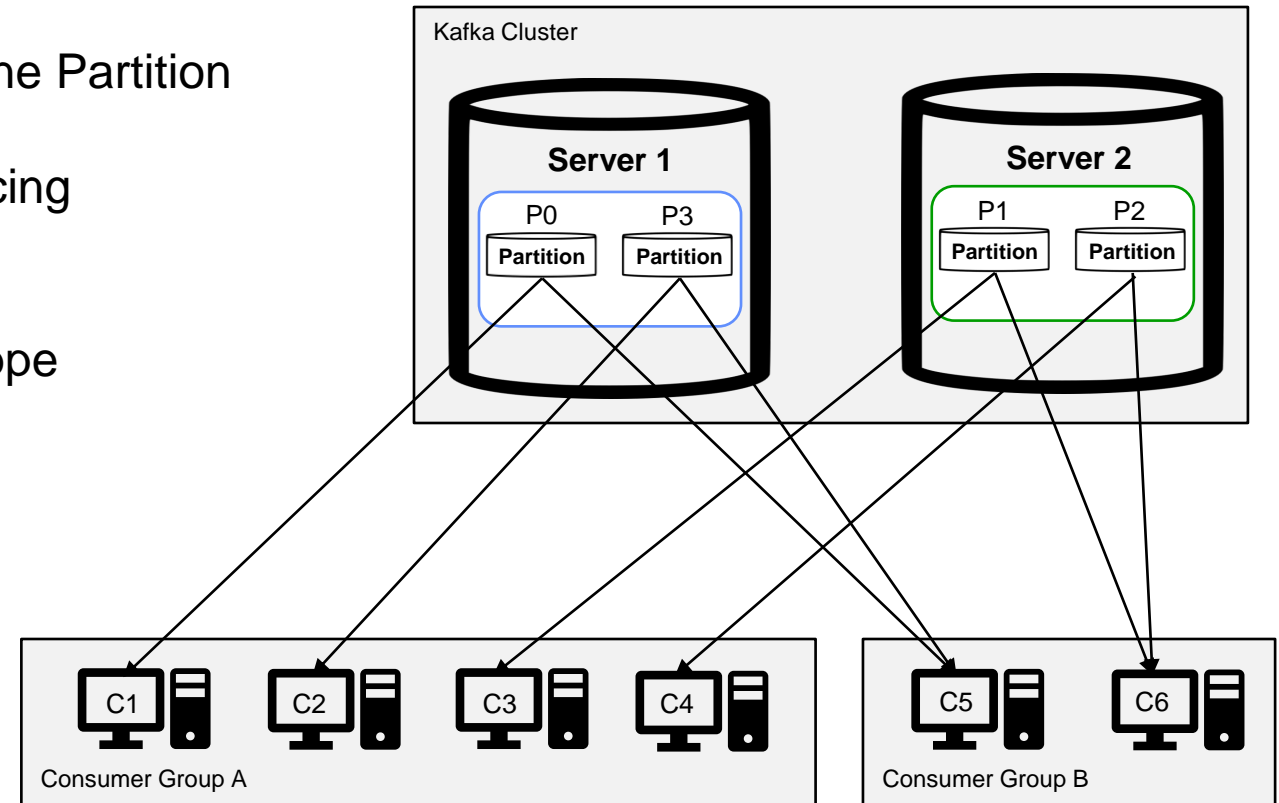 ne Partition
cing
ope
Kafka Cluster
Server 1
P0 P3
Partition Partition
Server 2
P1 P2
Partition Partition
C1 C2 C3 C4
Consumer Group A
C5 C6
Consumer Group B